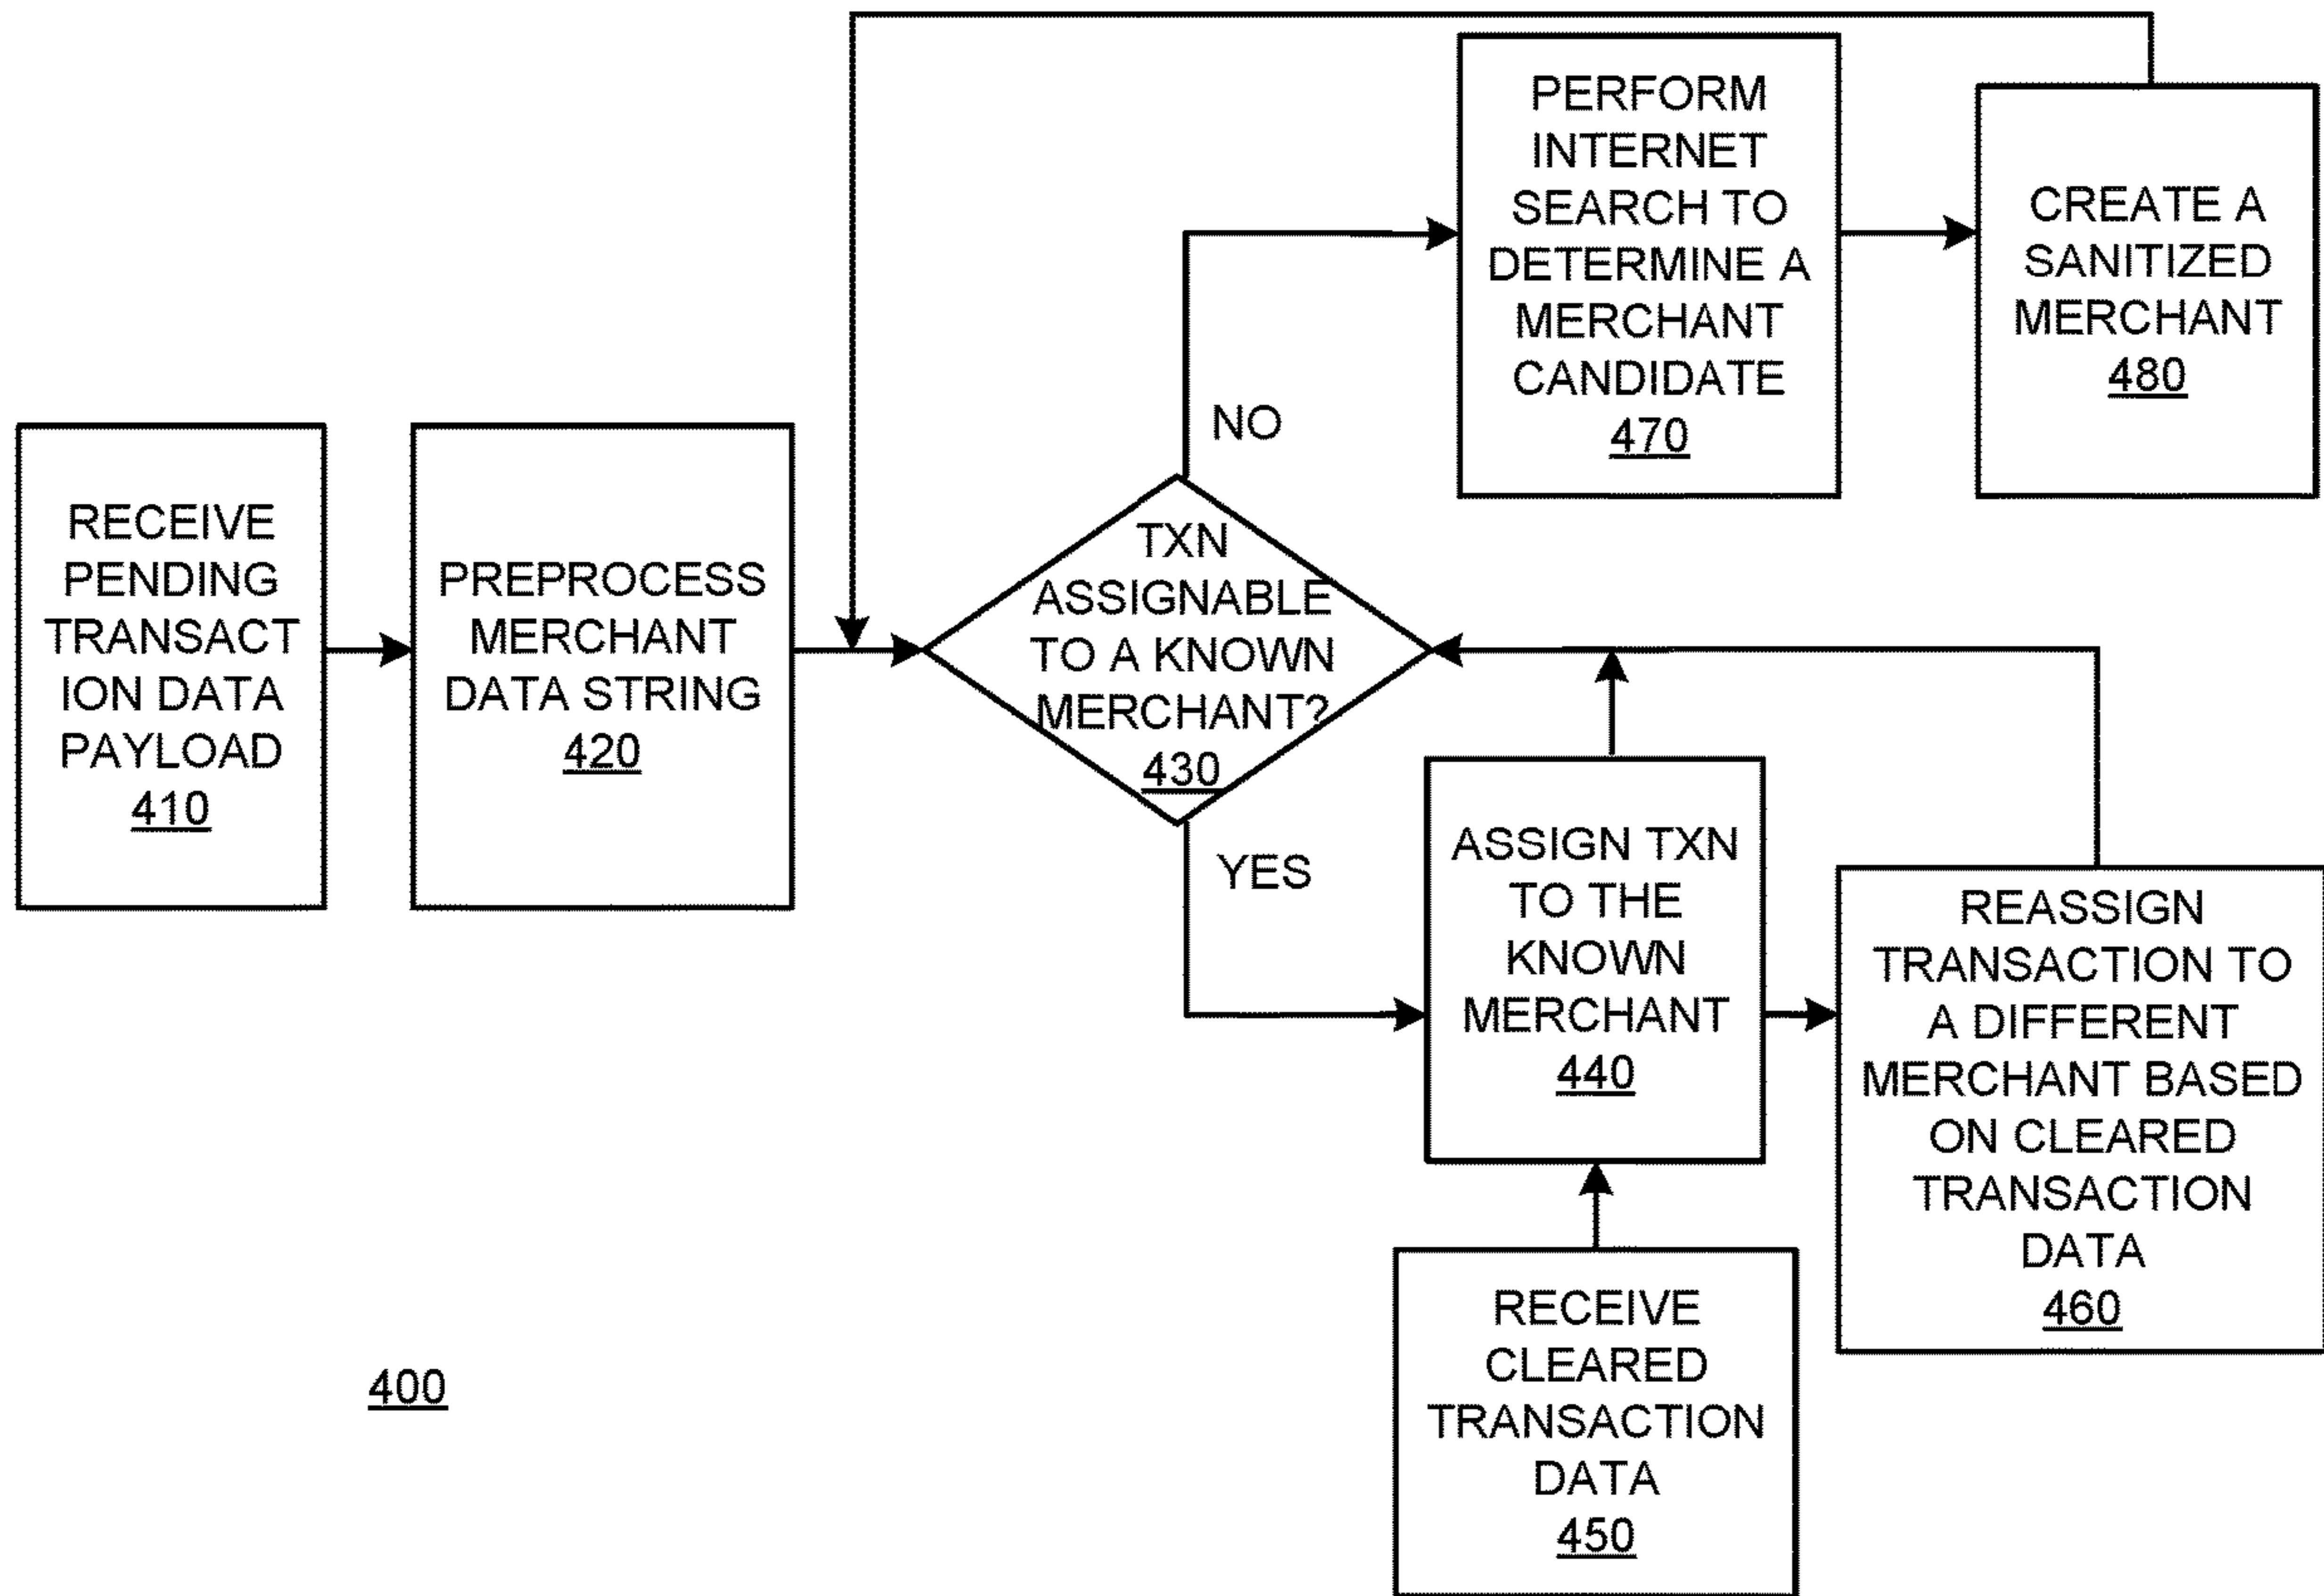 RECEIVE
PENDING
TRANSACT
ION DATA
PAYLOAD
410
PREPROCESS
MERCHANT
DATA STRING
420
TXN
ASSIGNABLE
TO A KNOWN
MERCHANT?
430
NO
YES
PERFORM
INTERNET
SEARCH TO
DETERMINE A
MERCHANT
CANDIDATE
470
CREATE A
SANITIZED
MERCHANT
480
ASSIGN TXN
TO THE
KNOWN
MERCHANT
440
RECEIVE
CLEARED
TRANSACTION
DATA
450
REASSIGN
TRANSACTION TO
A DIFFERENT
MERCHANT BASED
ON CLEARED
TRANSACTION
DATA
460
400